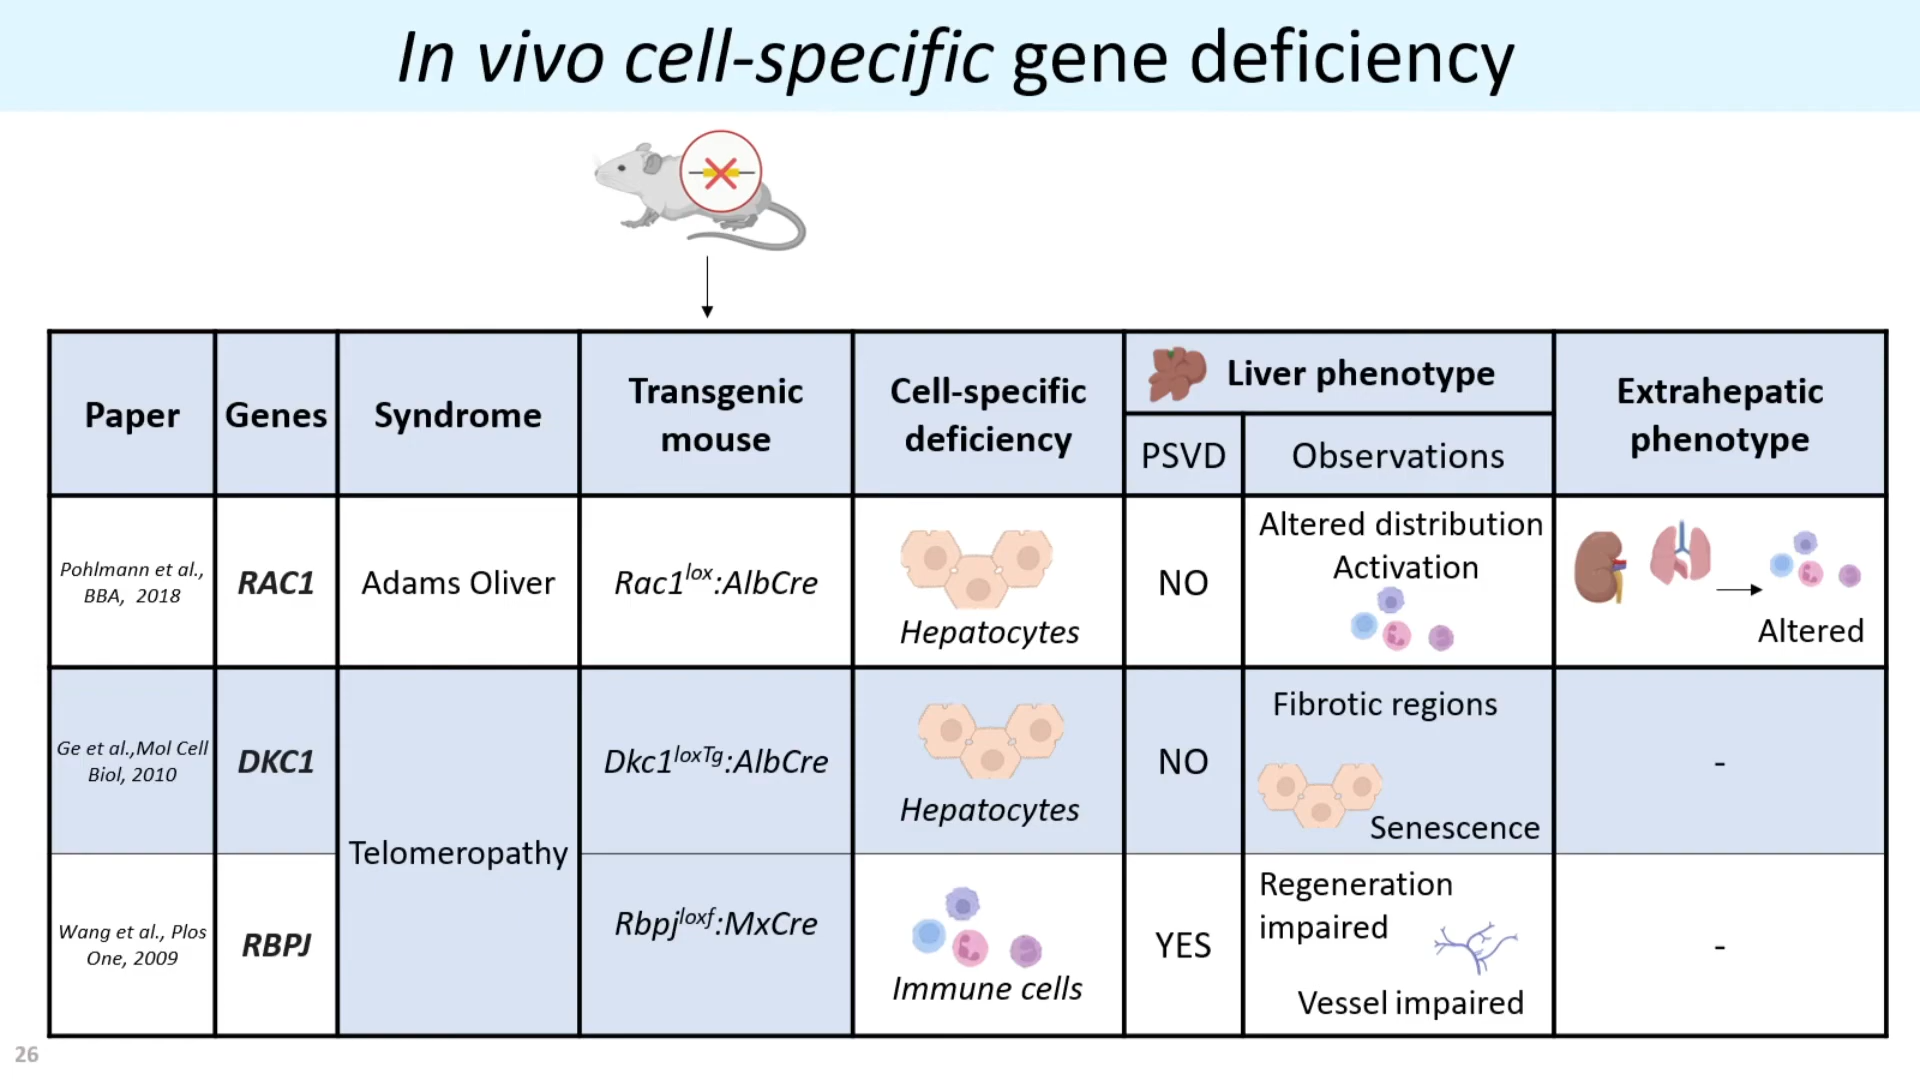 In vivo cell-specific gene deficiency
Paper
Genes
Syndrome
Transgenic
mouse
Cell-specific
deficiency
Liver phenotype
PSVD
Observations
Extrahepatic
phenotype
Pohlmann et al.,
BBA, 2018
RAC1
Adams Oliver
Rac1lox:AlbCre
Hepatocytes
NO
Altered distribution
Activation
Altered
Ge et al.,Mol Cell
Biol, 2010
DKC1
Telomeropathy
Dkc1loxTg:AlbCre
Hepatocytes
NO
Fibrotic regions
Senescence
-
Wang et al., Plos
One, 2009
RBPJ
Rbpjloxf:MxCre
Immune cells
YES
Regeneration
impaired
Vessel impaired
-
26